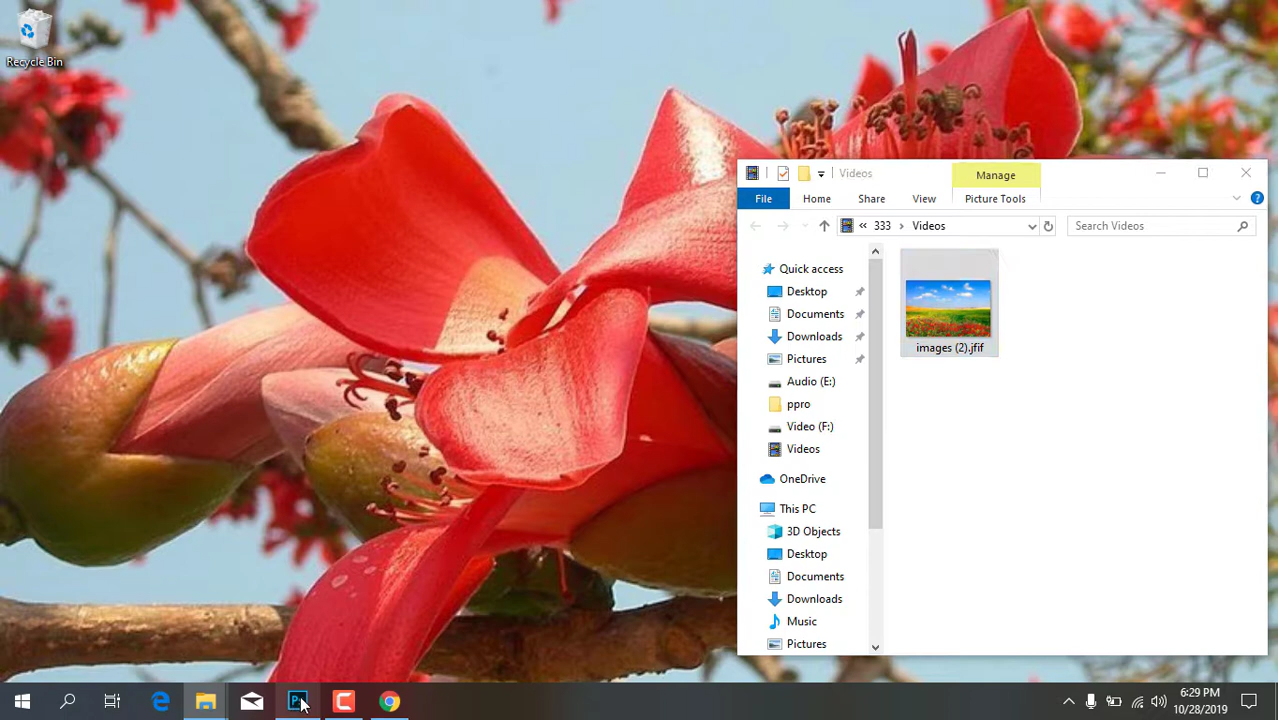 Recycle Bin
Videos
Manage
File
Home
Share
View
Picture Tools
?
« 333 > Videos
Search Videos
Quick access
Desktop
Documents
Downloads
Pictures
Audio (E:)
ppro
Video (F:)
Videos
OneDrive
This PC
3D Objects
Desktop
Documents
Downloads
Music
Pictures
images (2).jfif
Ps
6:29 PM
10/28/2019